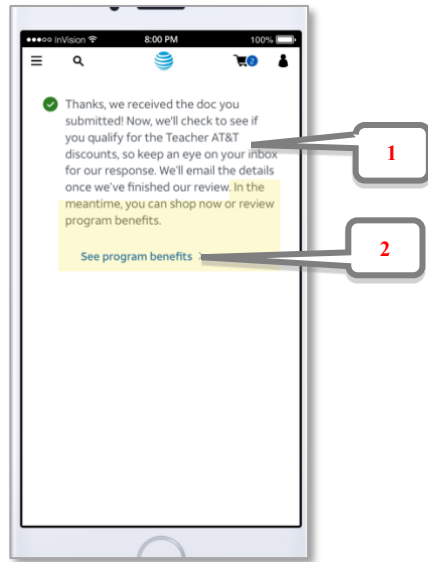 InVision 8:00 PM 100%
2
Thanks, we received the doc you
submitted! Now, we'll check to see if
you qualify for the Teacher AT&T
discounts, so keep an eye on your inbox
for our response. We'll email the details
once we've finished our review. In the
meantime, you can shop now or review
program benefits.
See program benefits >
1
2